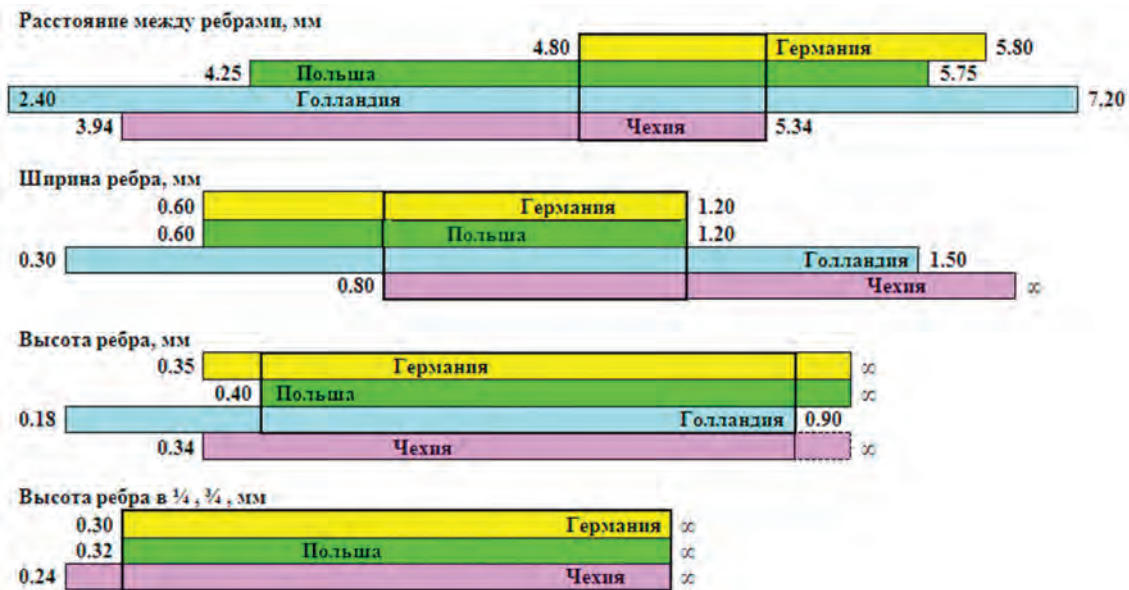 Расстояние между ребрами, мм
4.80 Германия 5.80
4.25 Польша 5.75
2.40 Голландия 7.20
3.94 Чехия 5.34
Ширина ребра, мм
0.60 Германия 1.20
0.60 Польша 1.20
0.30 Голландия 1.50
0.80 Чехия ∞
Высота ребра, мм
0.35 Германия ∞
0.40 Польша ∞
0.18 Голландия 0.90
0.34 Чехия ∞
Высота ребра в ¼ , ¾ , мм
0.30 Германия ∞
0.32 Польша ∞
0.24 Чехия ∞